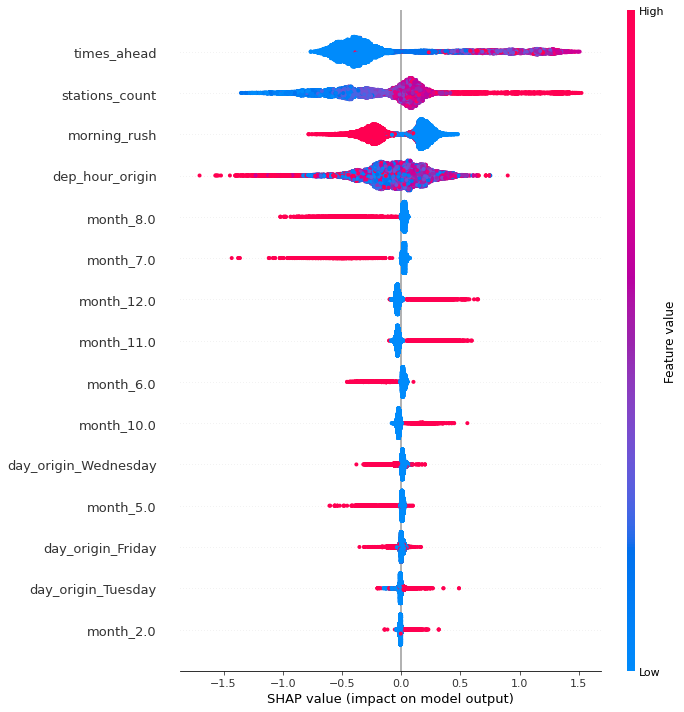 High
times_ahead
stations_count
morning_rush
dep_hour_origin
month_8.0
month_7.0
month_12.0
month_11.0
month_6.0
month_10.0
day_origin_Wednesday
month_5.0
day_origin_Friday
day_origin_Tuesday
month_2.0
Feature value
Low
−1.5 −1.0 −0.5 0.0 0.5 1.0 1.5
SHAP value (impact on model output)